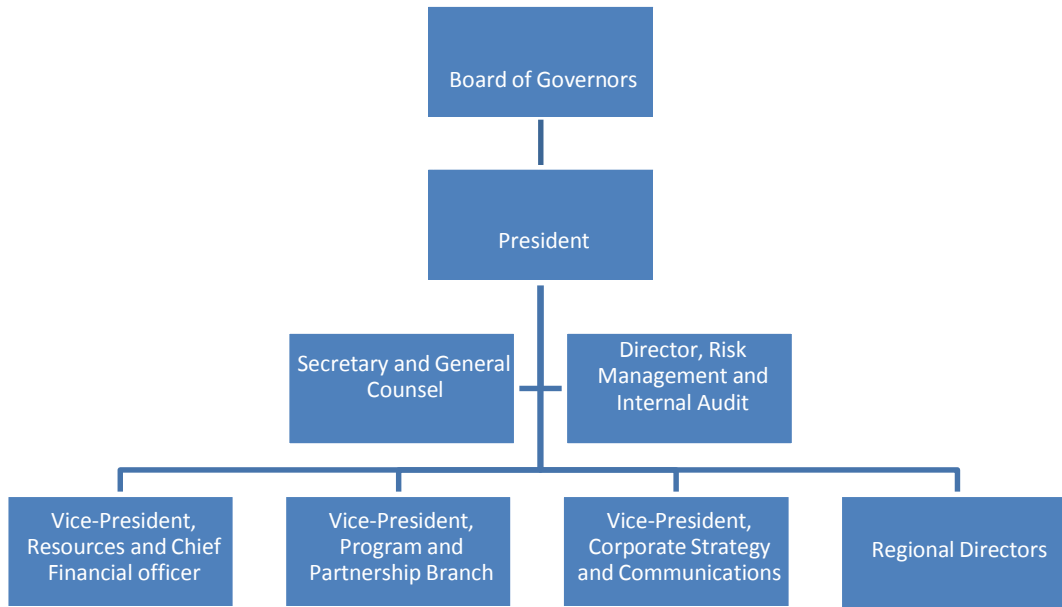 Board of Governors
President
Secretary and General
Counsel
Director, Risk
Management and
Internal Audit
Vice-President,
Resources and Chief
Financial officer
Vice-President,
Program and
Partnership Branch
Vice-President,
Corporate Strategy
and Communications
Regional Directors